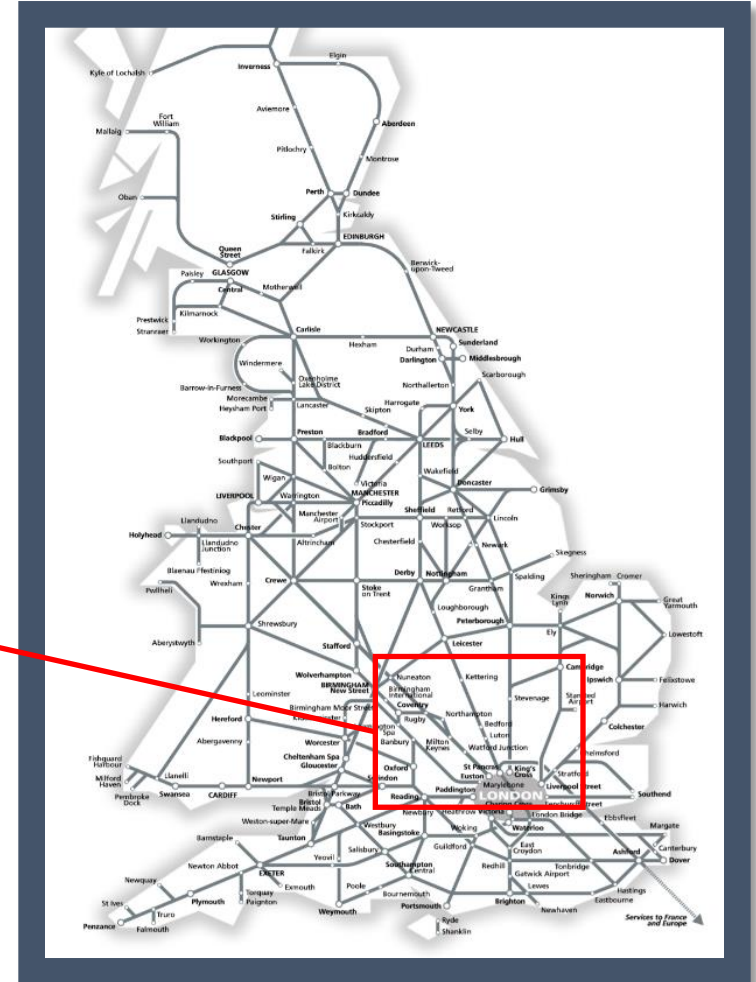 Elgin
Inverness
Kyle of Lochalsh
Aviemore
Fort
William
Aberdeen
Mallaig
Pitlochry
Montrose
Perth
Dundee
Oban
Stirling
Kirkcaldy
EDINBURGH
Queen
Street
Falkirk
Berwick-
upon-Tweed
Paisley
GLASGOW
Central
Motherwell
Prestwick
Kilmarnock
Stranraer
Carlisle
NEWCASTLE
Workington
Hexham
Sunderland
Durham
Darlington
Middlesbrough
Windermere
Scarborough
Oxenholme
Lake District
Barrow-in-Furness
Northallerton
Morecambe
Lancaster
Harrogate
Heysham Port
Skipton
York
Blackpool
Preston
Bradford
Selby
Blackburn
LEEDS
Hull
Southport
Huddersfield
Bolton
Wakefield
Wigan
Victoria
Doncaster
MANCHESTER
Grimsby
LIVERPOOL
Warrington
Piccadilly
Manchester
Airport
Sheffield
Retford
Llandudno
Stockport
Worksop
Lincoln
Holyhead
Chester
Llandudno
Junction
Altrincham
Chesterfield
Newark
Skegness
Blaenau Ffestiniog
Derby
Nottingham
Pwllheli
Wrexham
Crewe
Stoke
on Trent
Grantham
Spalding
Sheringham
Cromer
Kings
Lynn
Norwich
Great
Yarmouth
Loughborough
Peterborough
Shrewsbury
Ely
Lowestoft
Aberystwyth
Stafford
Leicester
Wolverhampton
Cambridge
BIRMINGHAM
New Street
Nuneaton
Kettering
Ipswich
Felixstowe
Birmingham
International
Leominster
Coventry
Stevenage
Stansted
Airport
Birmingham Moor Street
Rugby
Northampton
Harwich
Hereford
Kidderminster
Leamington
Spa
Bedford
Colchester
Worcester
Banbury
Milton
Keynes
Luton
Abergavenny
Watford Junction
Chelmsford
Cheltenham Spa
Gloucester
Oxford
St Pancras
King's
Cross
Fishguard
Harbour
Euston
Stratford
Milford
Haven
Llanelli
Newport
Swindon
Marylebone
Liverpool Street
Pembroke
Dock
Swansea
CARDIFF
Bristol Parkway
Reading
Paddington
LONDON
Southend
Bristol
Temple Meads
Bath
Newbury
Heathrow
Victoria
Charing Cross
Fenchurch Street
London Bridge
Weston-super-Mare
Westbury
Waterloo
Ebbsfleet
Barnstaple
Taunton
Basingstoke
Woking
Margate
Salisbury
Guildford
East
Croydon
Canterbury
Yeovil
Newton Abbot
Southampton
Central
Redhill
Tonbridge
Ashford
Dover
Newquay
EXETER
Gatwick Airport
Exmouth
Poole
Torquay
Paignton
Bournemouth
Lewes
Hastings
St Ives
Plymouth
Weymouth
Portsmouth
Brighton
Eastbourne
Truro
Newhaven
Penzance
Falmouth
Ryde
Shanklin
Services to France
and Europe